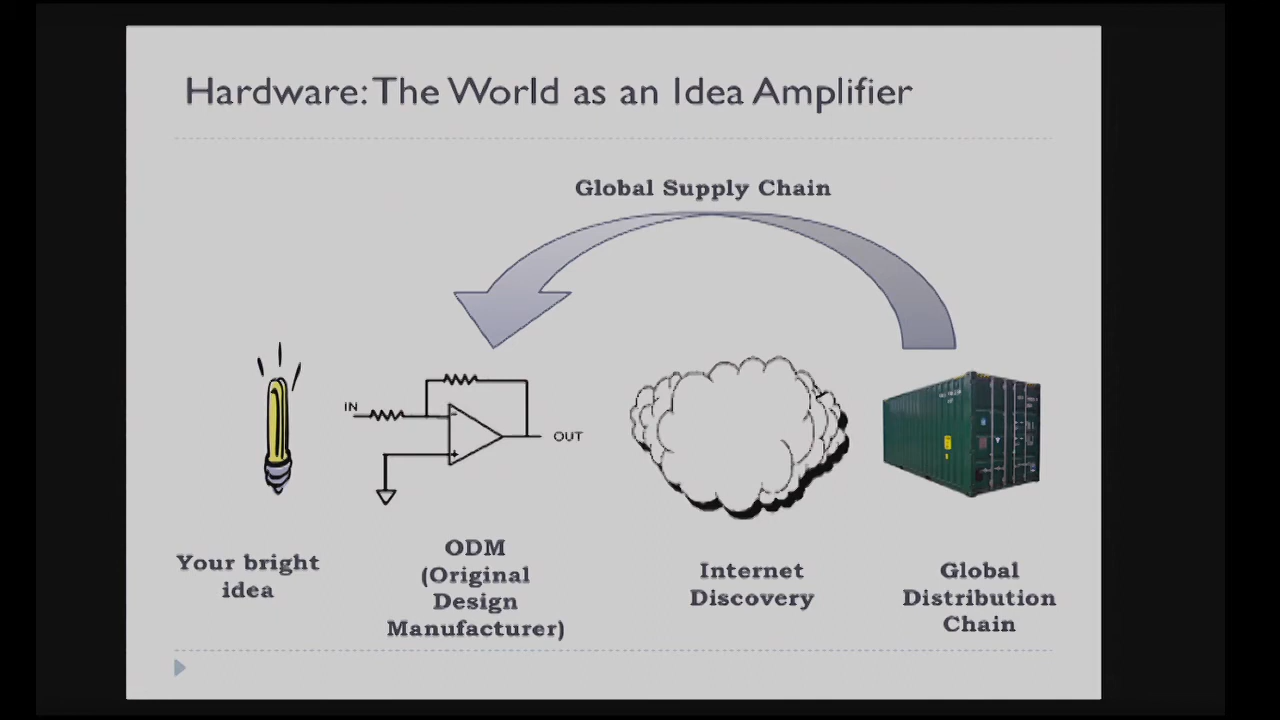 Hardware: The World as an Idea Amplifier
Global Supply Chain
IN
OUT
Your bright
idea
ODM
(Original
Design
Manufacturer)
Internet
Discovery
Global
Distribution
Chain